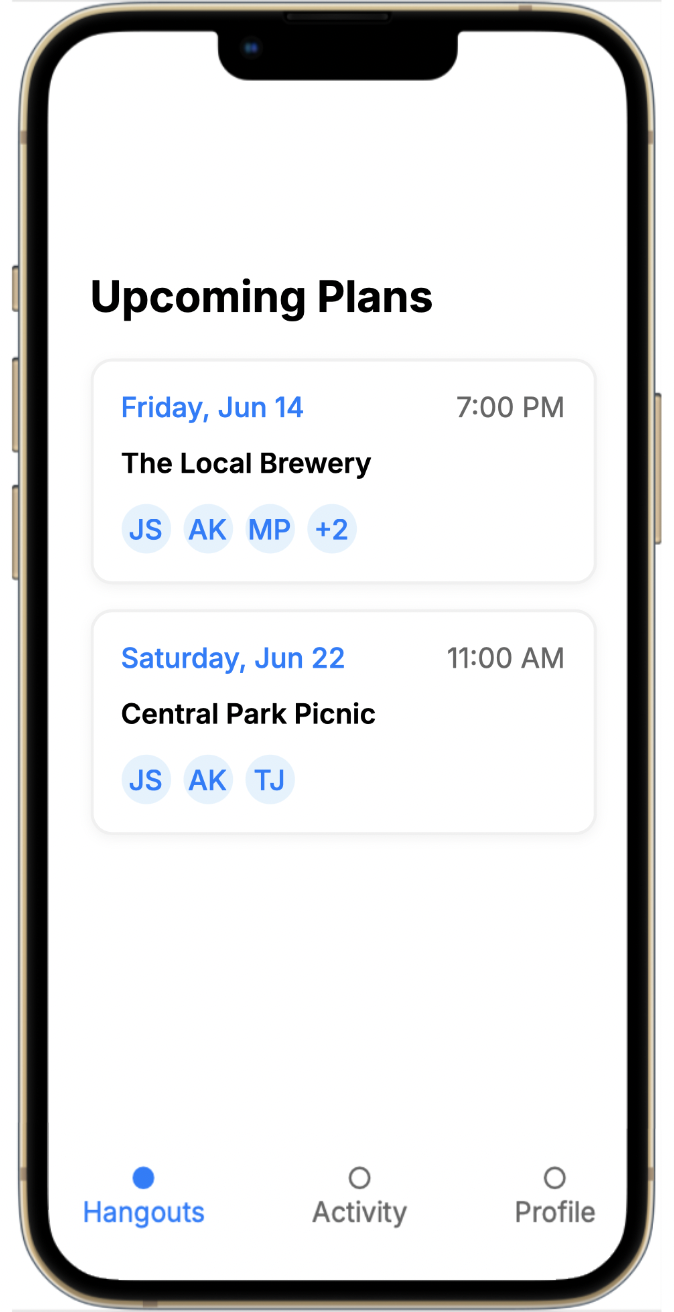 Upcoming Plans
Friday, Jun 14 7:00 PM
The Local Brewery
JS AK MP +2
Saturday, Jun 22 11:00 AM
Central Park Picnic
JS AK TJ
Hangouts Activity Profile